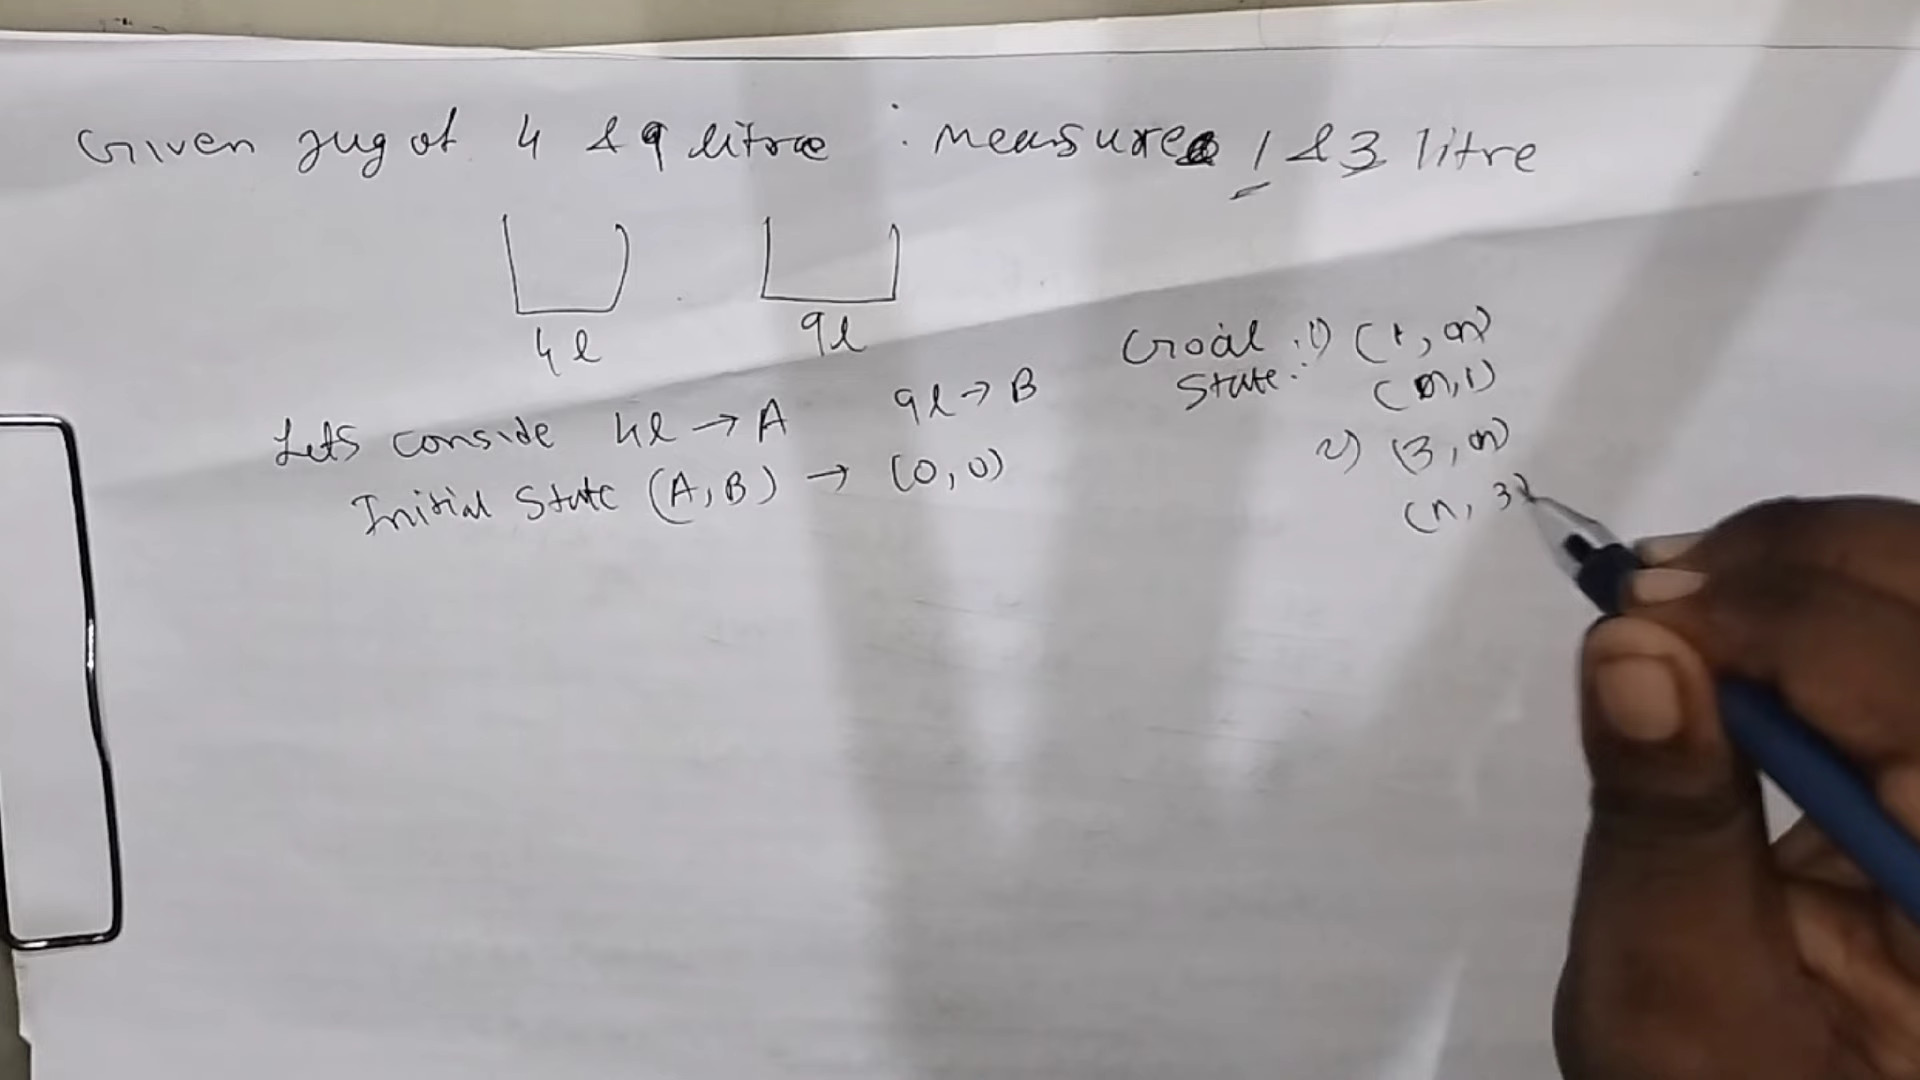 Given jug of 4 & 9 litre : measure 1 & 3 litre
4l 9l
Lets conside 4l → A 9l → B
Initial State (A, B) → (0, 0)
Goal State : 1) (1, n)
(n, 1)
2) (3, n)
(n, 3)